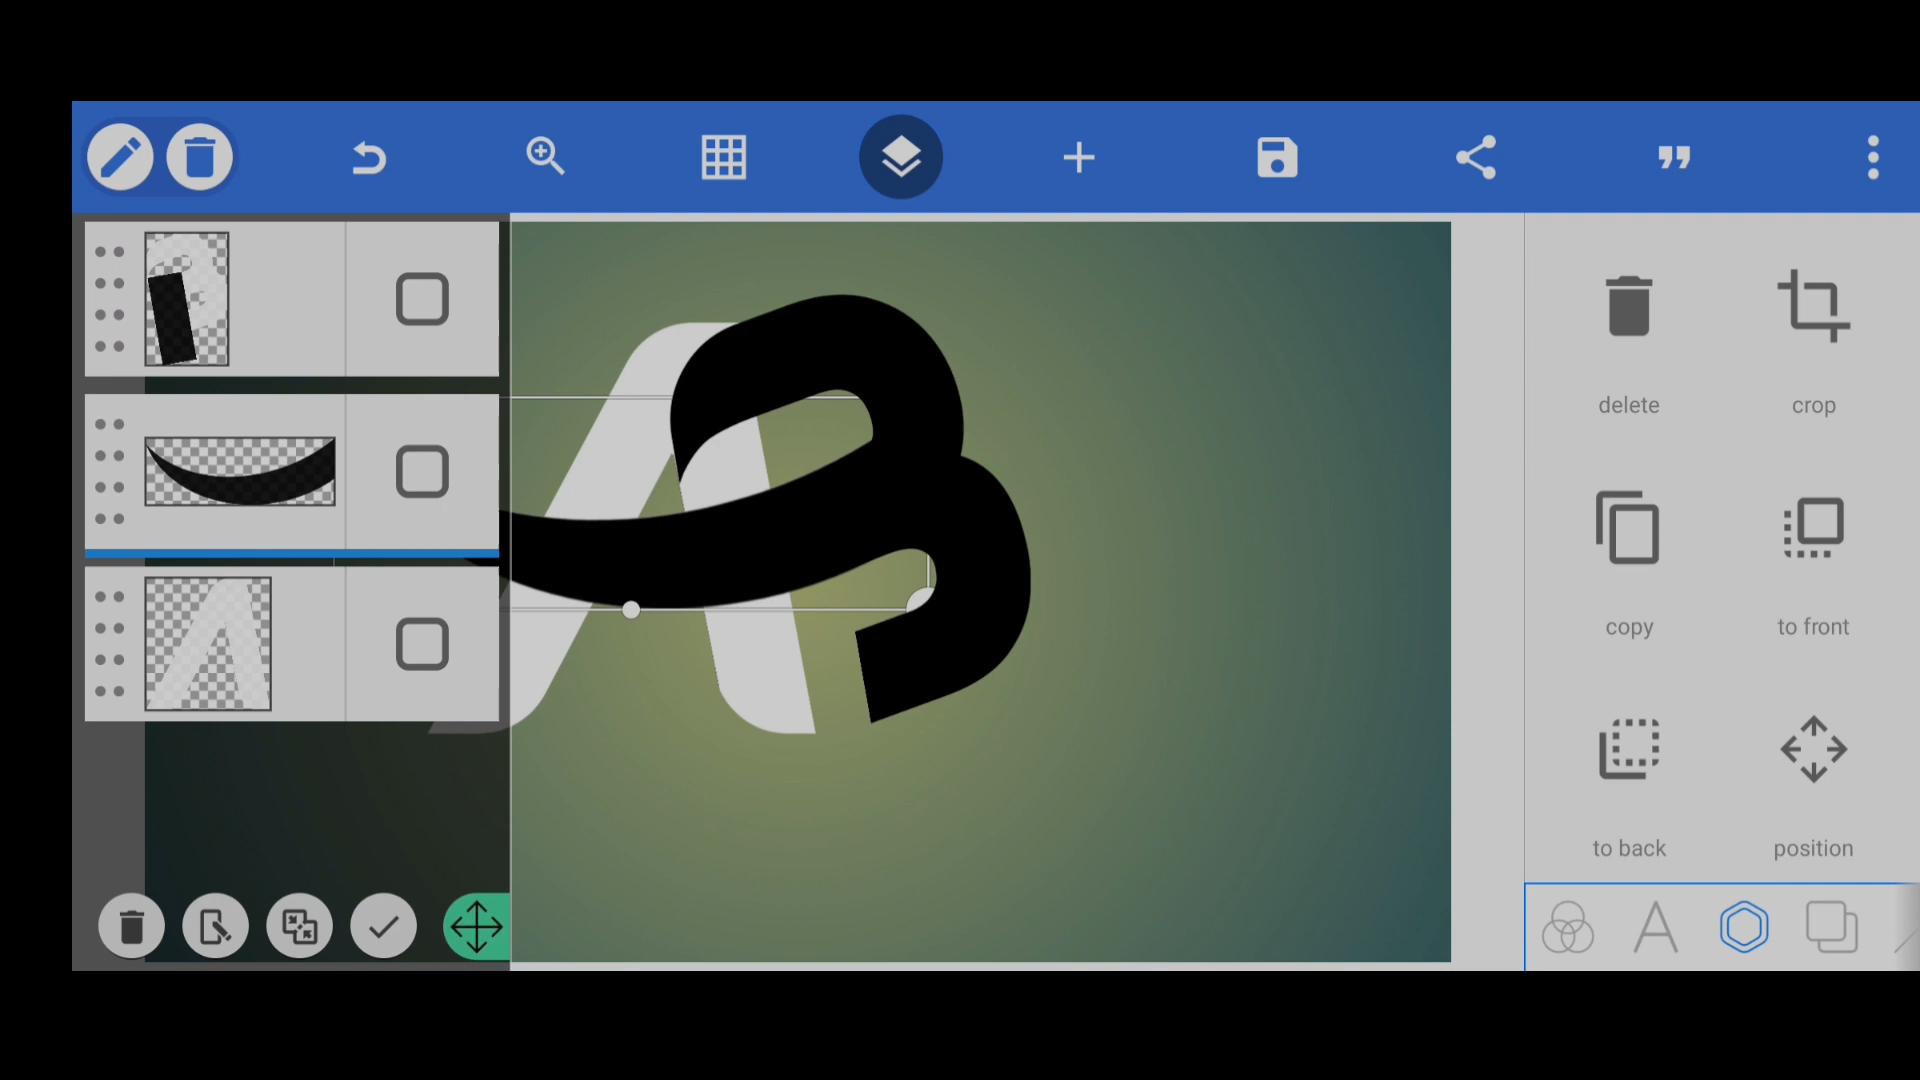 delete
crop
copy
to front
to back
position